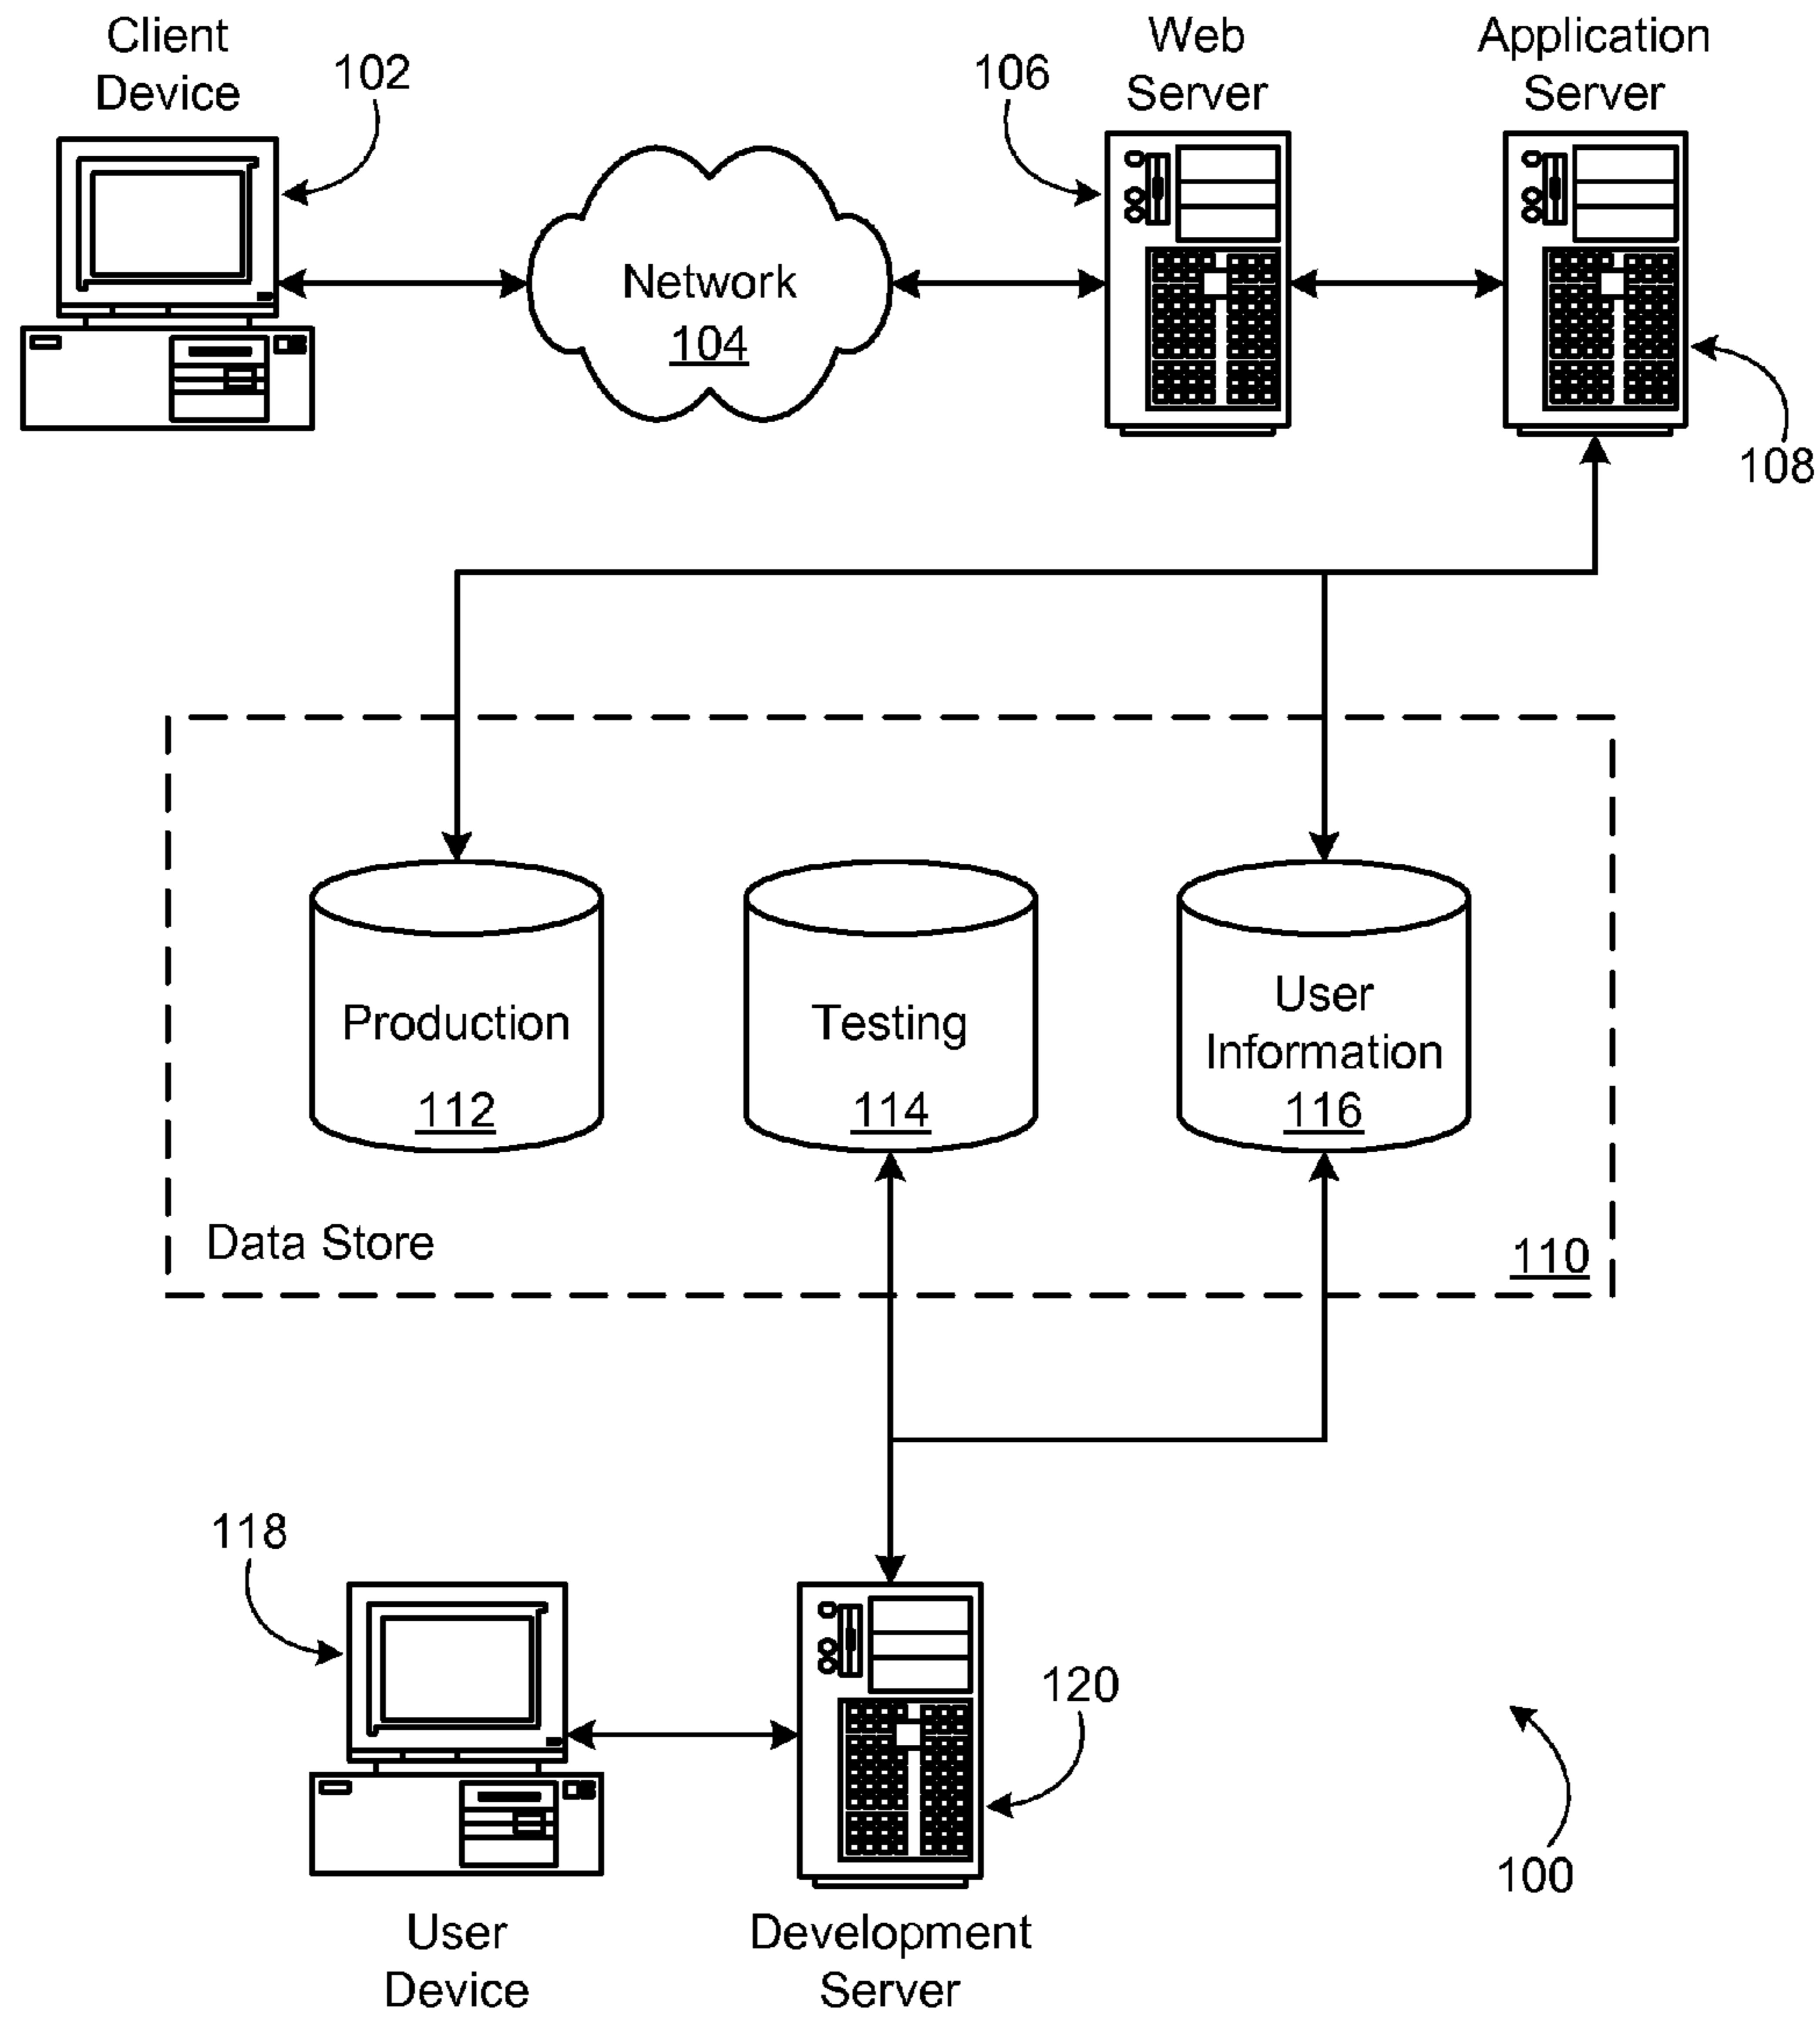 Client
Device
102
Network
104
106
Web
Server
Application
Server
108
Production
112
Testing
114
User
Information
116
Data Store
110
118
User
Device
120
Development
Server
100